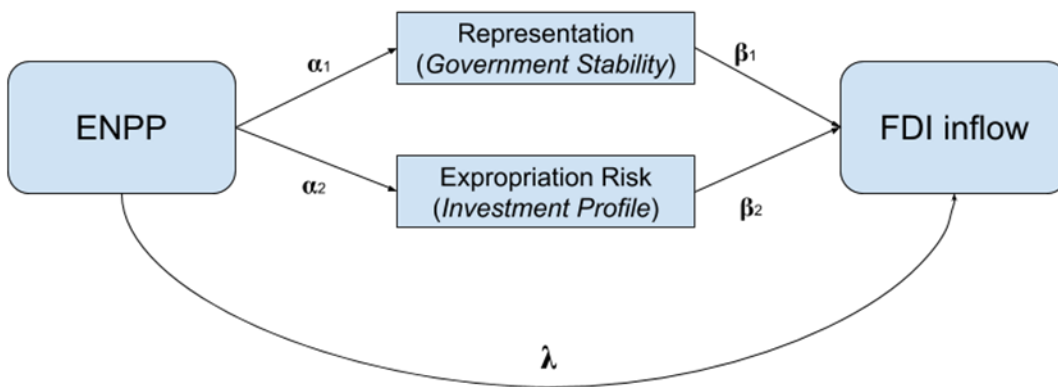 Representation
(Government Stability)
α1
β1
ENPP
FDI inflow
α2
Expropriation Risk
(Investment Profile)
β2
λ